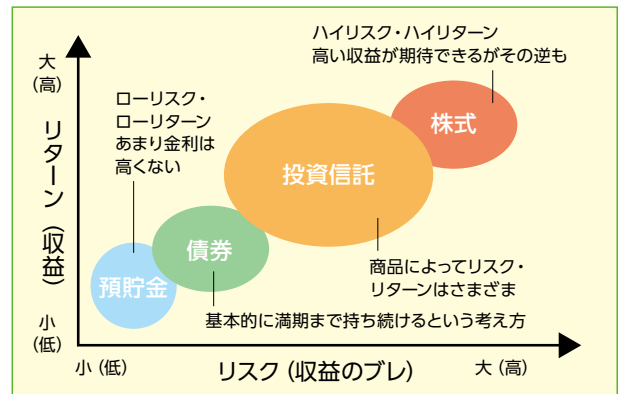 ハイリスク・ハイリターン
高い収益が期待できるがその逆も
大
(高)
ローリスク・
ローリターン
あまり金利は
高くない
株式
投資信託
リターン (収益)
債券
商品によってリスク・
リターンはさまざま
預貯金
基本的に満期まで持ち続けるという考え方
小
(低)
小 (低)
リスク (収益のブレ)
大 (高)